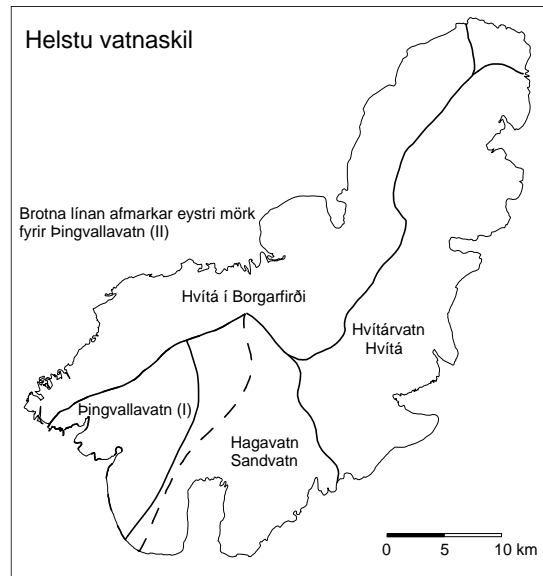 Helstu vatnaskil
Brotna línan afmarkar eystri mörk
fyrir Þingvallavatn (II)
Hvítá í Borgarfirði
Hvítárvatn
Hvítá
Þingvallavatn (I)
Hagavatn
Sandvatn
0 5 10 km